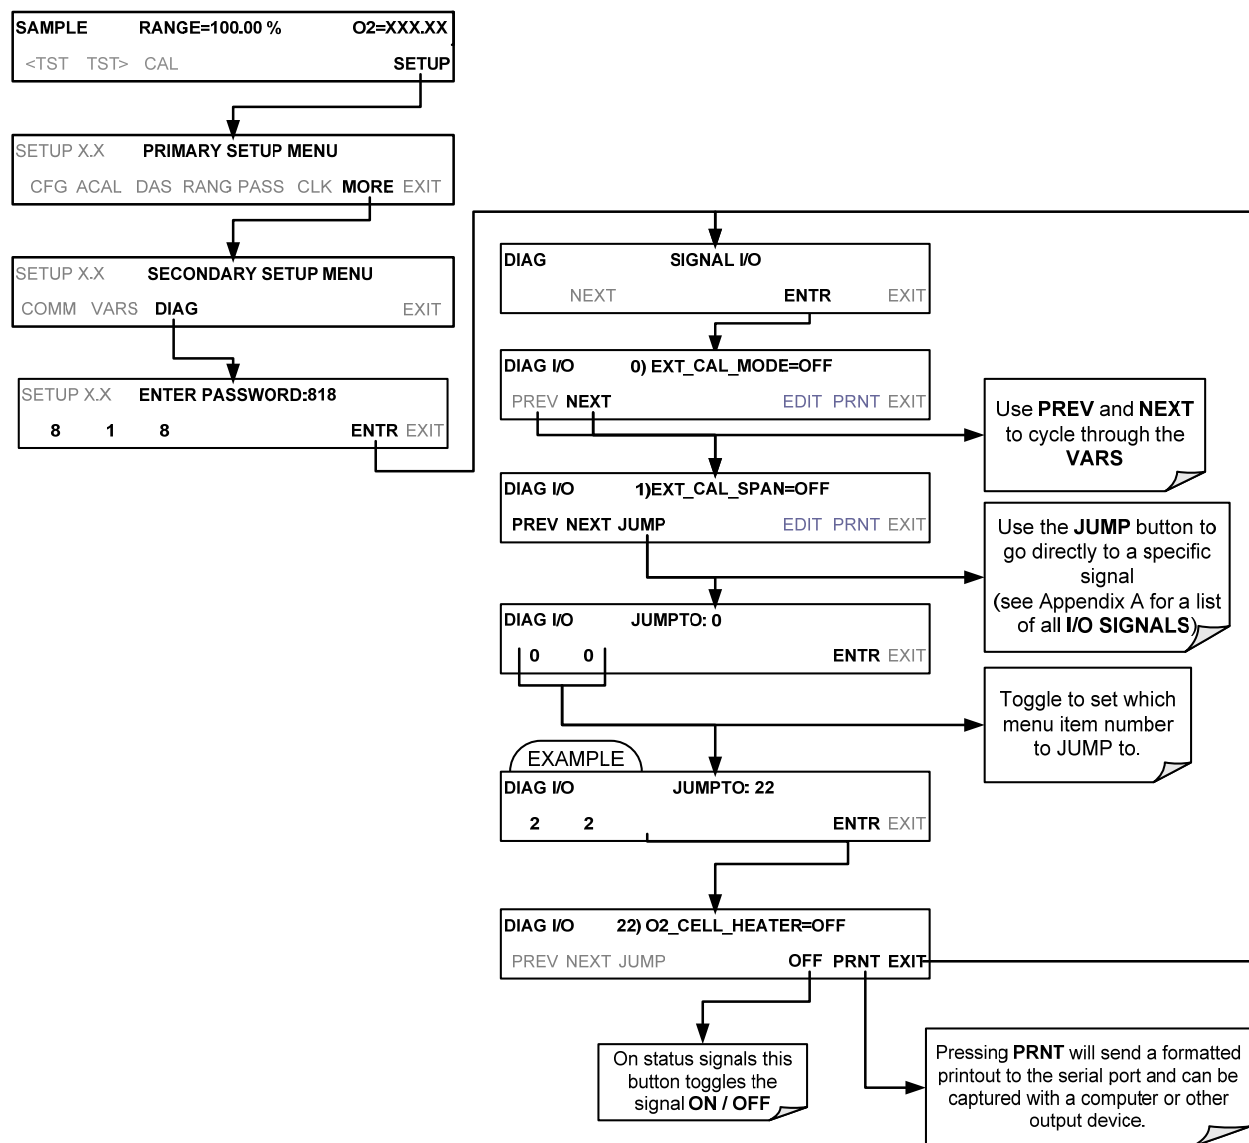 SAMPLE RANGE=100.00 % O2=XXX.XX
<TST TST> CAL SETUP
SETUP X.X PRIMARY SETUP MENU
CFG ACAL DAS RANG PASS CLK MORE EXIT
SETUP X.X SECONDARY SETUP MENU
COMM VARS DIAG EXIT
SETUP X.X ENTER PASSWORD:818
8 1 8 ENTR EXIT
DIAG SIGNAL I/O
NEXT ENTR EXIT
DIAG I/O 0) EXT_CAL_MODE=OFF
PREV NEXT EDIT PRNT EXIT
Use PREV and NEXT
to cycle through the
VARS
DIAG I/O 1)EXT_CAL_SPAN=OFF
PREV NEXT JUMP EDIT PRNT EXIT
Use the JUMP button to
go directly to a specific
signal
(see Appendix A for a list
of all I/O SIGNALS)
DIAG I/O JUMPTO: 0
0 0 ENTR EXIT
Toggle to set which
menu item number
to JUMP to.
EXAMPLE
DIAG I/O JUMPTO: 22
2 2 ENTR EXIT
DIAG I/O 22) O2_CELL_HEATER=OFF
PREV NEXT JUMP OFF PRNT EXIT
On status signals this
button toggles the
signal ON / OFF
Pressing PRNT will send a formatted
printout to the serial port and can be
captured with a computer or other
output device.